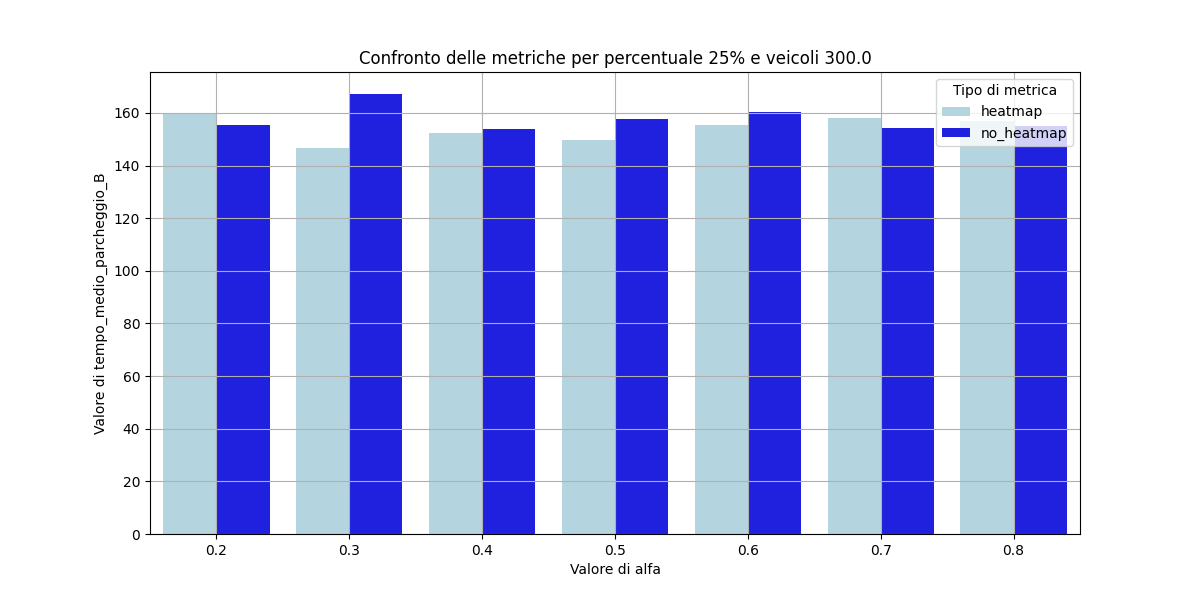 Confronto delle metriche per percentuale 25% e veicoli 300.0
Tipo di metrica
heatmap
no_heatmap
Valore di tempo_medio_parcheggio_B
160
140
120
100
80
60
40
20
0
0.2 0.3 0.4 0.5 0.6 0.7 0.8
Valore di alfa